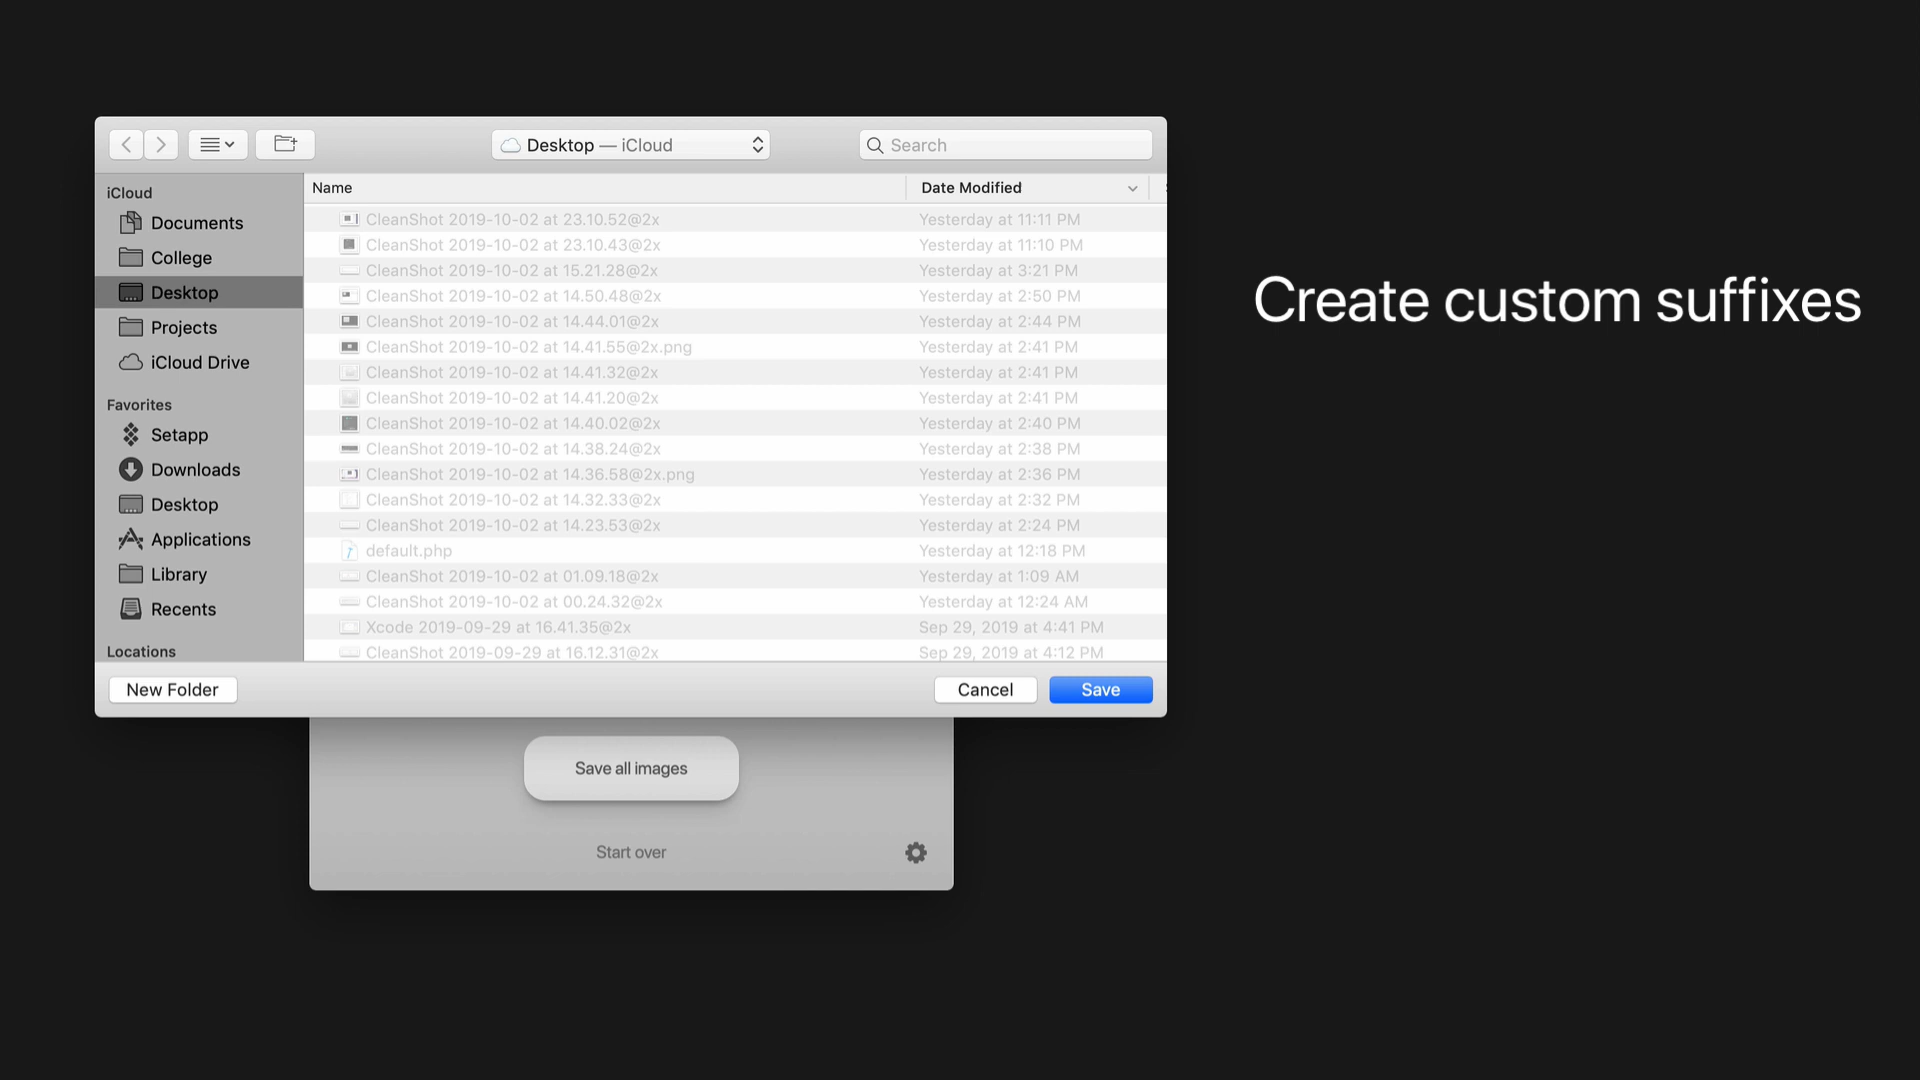 Desktop — iCloud
Search
iCloud
Documents
College
Desktop
Projects
iCloud Drive
Favorites
Setapp
Downloads
Desktop
Applications
Library
Recents
Locations
Name Date Modified
CleanShot 2019-10-02 at 23.10.52@2x Yesterday at 11:11 PM
CleanShot 2019-10-02 at 23.10.43@2x Yesterday at 11:10 PM
CleanShot 2019-10-02 at 15.21.28@2x Yesterday at 3:21 PM
CleanShot 2019-10-02 at 14.50.48@2x Yesterday at 2:50 PM
CleanShot 2019-10-02 at 14.44.01@2x Yesterday at 2:44 PM
CleanShot 2019-10-02 at 14.41.55@2x.png Yesterday at 2:41 PM
CleanShot 2019-10-02 at 14.41.32@2x Yesterday at 2:41 PM
CleanShot 2019-10-02 at 14.41.20@2x Yesterday at 2:41 PM
CleanShot 2019-10-02 at 14.40.02@2x Yesterday at 2:40 PM
CleanShot 2019-10-02 at 14.38.24@2x Yesterday at 2:38 PM
CleanShot 2019-10-02 at 14.36.58@2x.png Yesterday at 2:36 PM
CleanShot 2019-10-02 at 14.32.33@2x Yesterday at 2:32 PM
CleanShot 2019-10-02 at 14.23.53@2x Yesterday at 2:24 PM
default.php Yesterday at 12:18 PM
CleanShot 2019-10-02 at 01.09.18@2x Yesterday at 1:09 AM
CleanShot 2019-10-02 at 00.24.32@2x Yesterday at 12:24 AM
Xcode 2019-09-29 at 16.41.35@2x Sep 29, 2019 at 4:41 PM
CleanShot 2019-09-29 at 16.12.31@2x Sep 29, 2019 at 4:12 PM
New Folder
Cancel
Save
Save all images
Start over
Create custom suffixes